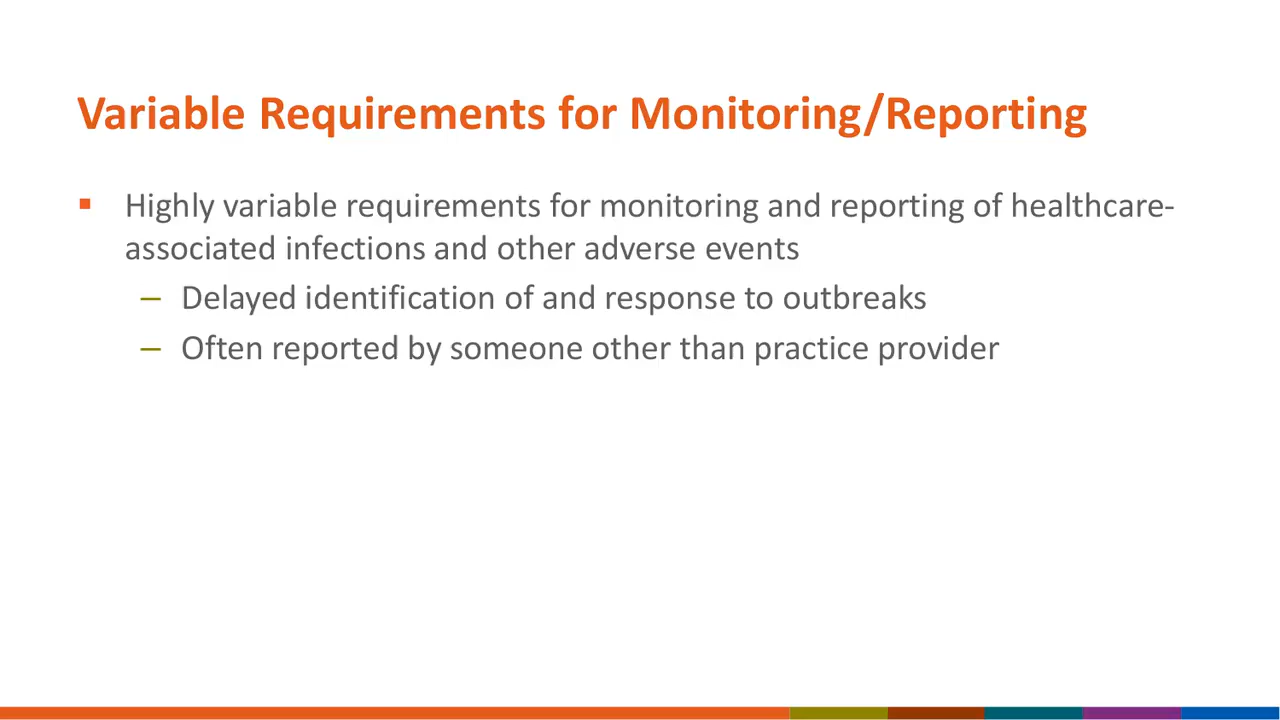 Variable Requirements for Monitoring/Reporting
▪ Highly variable requirements for monitoring and reporting of healthcare-
associated infections and other adverse events
– Delayed identification of and response to outbreaks
– Often reported by someone other than practice provider